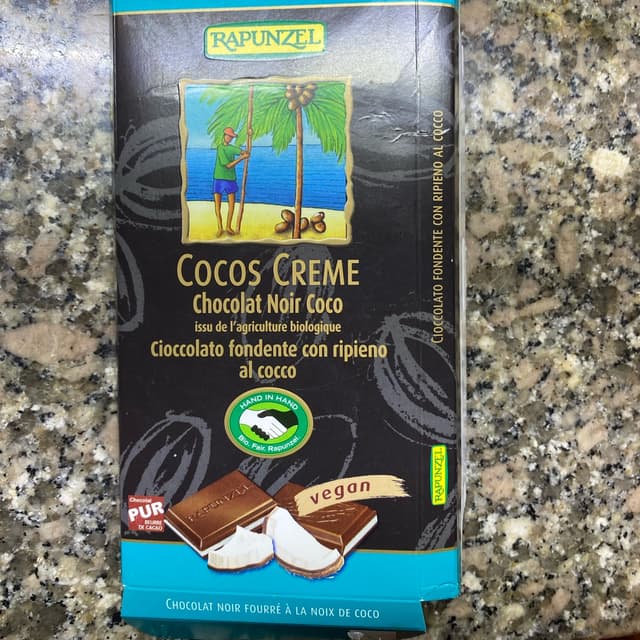 RAPUNZEL
COCOS CREME
Chocolat Noir Coco
issu de l'agriculture biologique
Cioccolato fondente con ripieno
al cocco
HAND IN HAND
Bio. Fair. Rapunzel.
vegan
Chocolat
PUR
BEURRE
DE CACAO
RAPUNZEL
CHOCOLAT NOIR FOURRÉ À LA NOIX DE COCO
CIOCCOLATO FONDENTE CON RIPIENO AL COCCO
RAPUNZEL